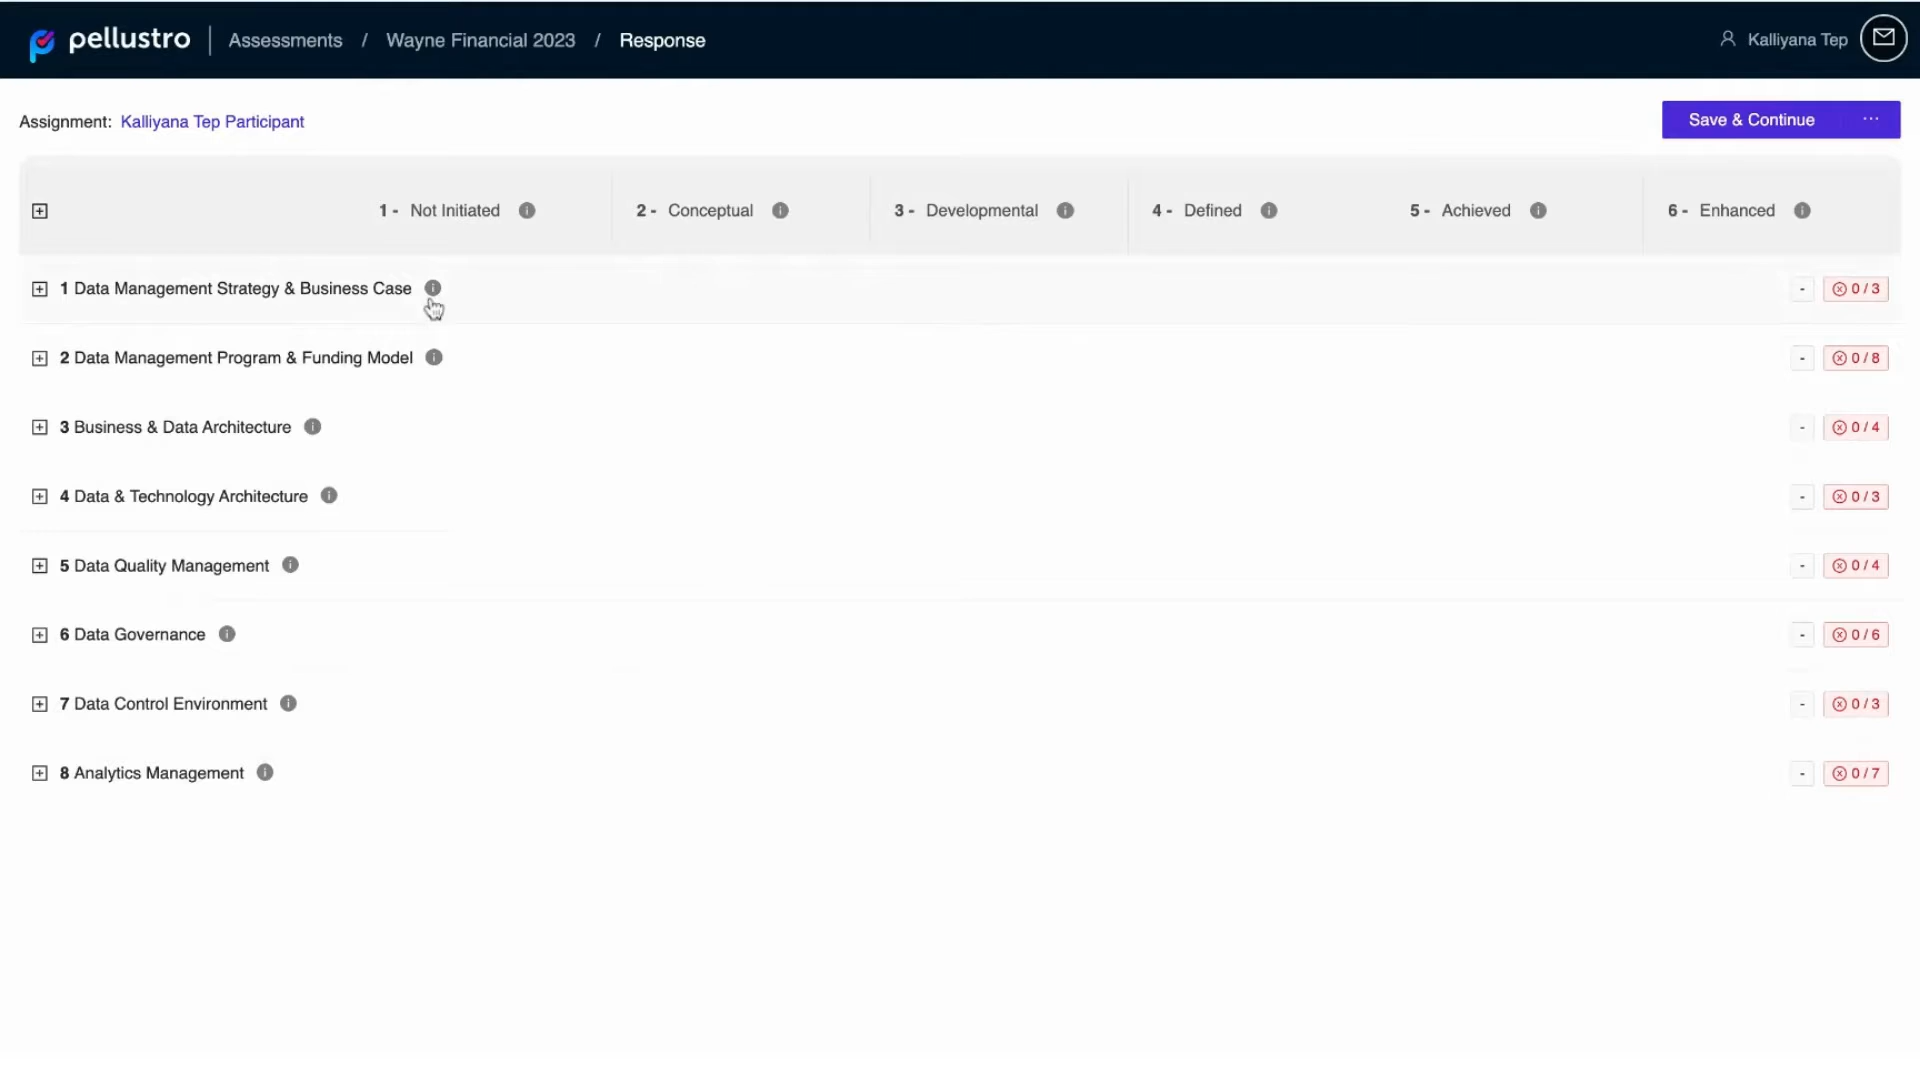 pellustro Assessments / Wayne Financial 2023 / Response Kalliyana Tep
Assignment: Kalliyana Tep Participant Save & Continue ...
1 - Not Initiated 2 - Conceptual 3 - Developmental 4 - Defined 5 - Achieved 6 - Enhanced
1 Data Management Strategy & Business Case - 0 / 3
2 Data Management Program & Funding Model - 0 / 8
3 Business & Data Architecture - 0 / 4
4 Data & Technology Architecture - 0 / 3
5 Data Quality Management - 0 / 4
6 Data Governance - 0 / 6
7 Data Control Environment - 0 / 3
8 Analytics Management - 0 / 7